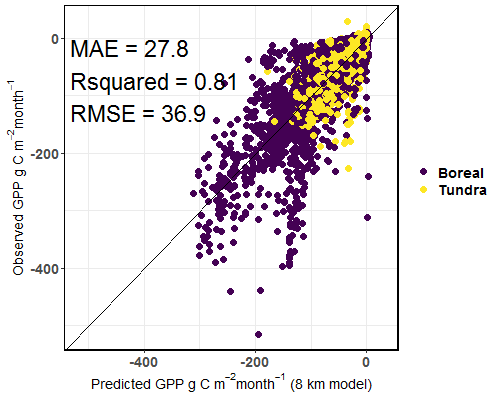 MAE = 27.8
Rsquared = 0.81
RMSE = 36.9
Observed GPP g C m⁻²month⁻¹
0
-200
-400
-400 -200 0
Predicted GPP g C m⁻²month⁻¹ (8 km model)
Boreal
Tundra